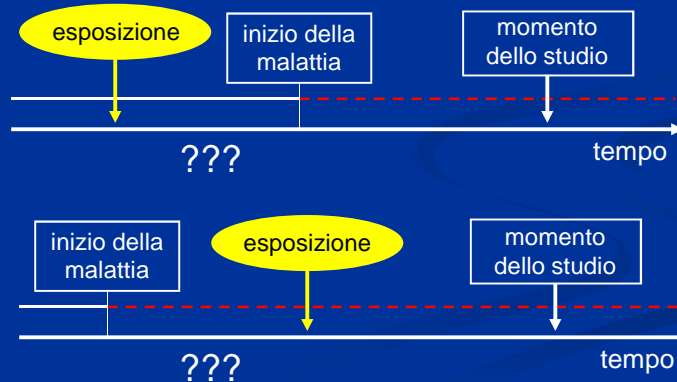 esposizione
inizio della
malattia
momento
dello studio
???
tempo
inizio della
malattia
esposizione
momento
dello studio
???
tempo